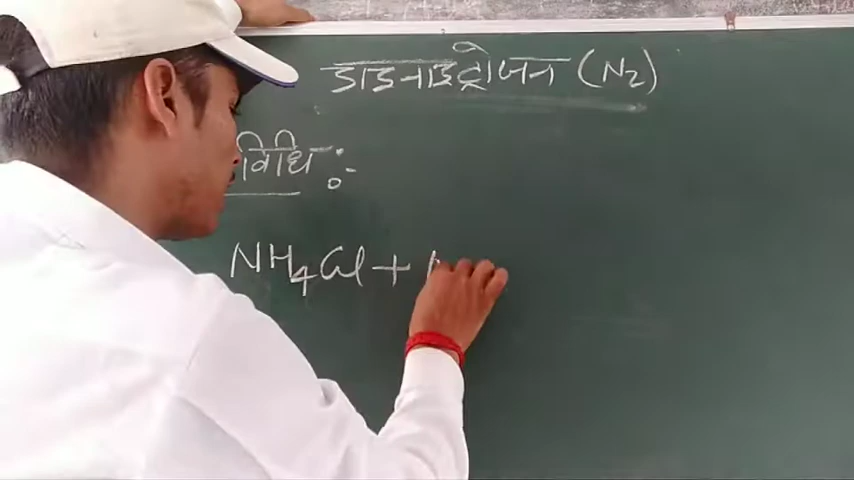 डाइनाइट्रोजन (N₂)
विधि :-
NH₄Cl +